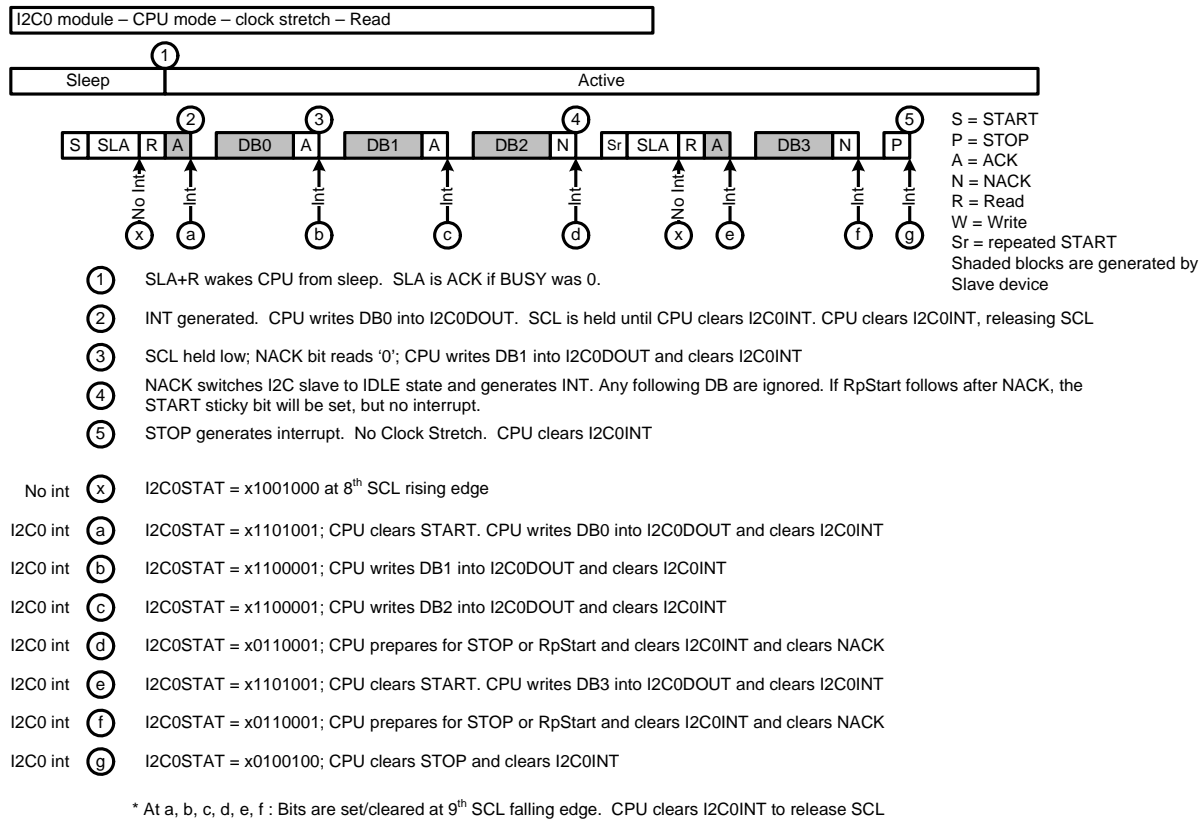 I2C0 module – CPU mode – clock stretch – Read
1
Sleep Active
2 3 4 5
S SLA R A DB0 A DB1 A DB2 N Sr SLA R A DB3 N P
No Int Int Int Int Int No Int Int Int Int
x a b c d x e f g
S = START
P = STOP
A = ACK
N = NACK
R = Read
W = Write
Sr = repeated START
Shaded blocks are generated by
Slave device
1 SLA+R wakes CPU from sleep. SLA is ACK if BUSY was 0.
2 INT generated. CPU writes DB0 into I2C0DOUT. SCL is held until CPU clears I2C0INT. CPU clears I2C0INT, releasing SCL
3 SCL held low; NACK bit reads ‘0’; CPU writes DB1 into I2C0DOUT and clears I2C0INT
4 NACK switches I2C slave to IDLE state and generates INT. Any following DB are ignored. If RpStart follows after NACK, the
START sticky bit will be set, but no interrupt.
5 STOP generates interrupt. No Clock Stretch. CPU clears I2C0INT
No int x I2C0STAT = x1001000 at 8th SCL rising edge
I2C0 int a I2C0STAT = x1101001; CPU clears START. CPU writes DB0 into I2C0DOUT and clears I2C0INT
I2C0 int b I2C0STAT = x1100001; CPU writes DB1 into I2C0DOUT and clears I2C0INT
I2C0 int c I2C0STAT = x1100001; CPU writes DB2 into I2C0DOUT and clears I2C0INT
I2C0 int d I2C0STAT = x0110001; CPU prepares for STOP or RpStart and clears I2C0INT and clears NACK
I2C0 int e I2C0STAT = x1101001; CPU clears START. CPU writes DB3 into I2C0DOUT and clears I2C0INT
I2C0 int f I2C0STAT = x0110001; CPU prepares for STOP or RpStart and clears I2C0INT and clears NACK
I2C0 int g I2C0STAT = x0100100; CPU clears STOP and clears I2C0INT
* At a, b, c, d, e, f : Bits are set/cleared at 9th SCL falling edge. CPU clears I2C0INT to release SCL